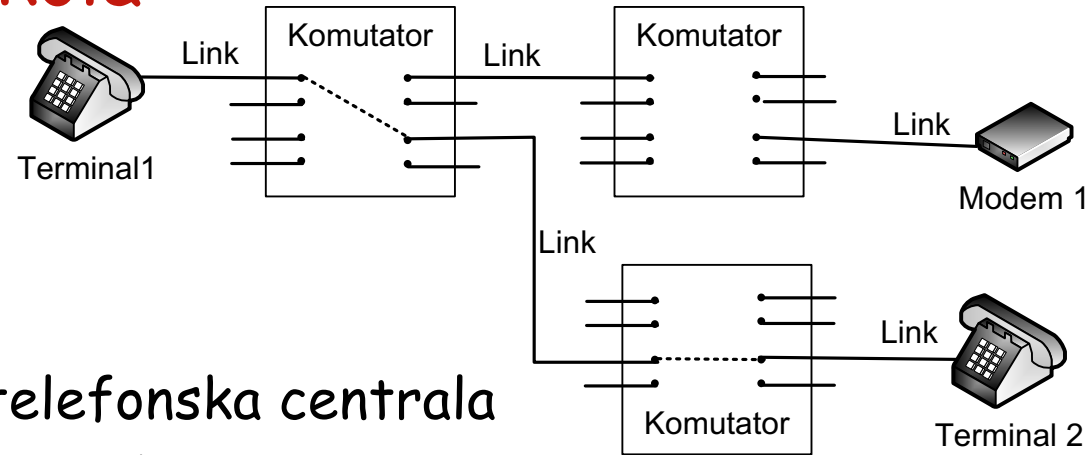 Link
Komutator
Link
Komutator
Terminal1
Link
Modem 1
Link
Link
telefonska centrala
Komutator
Terminal 2